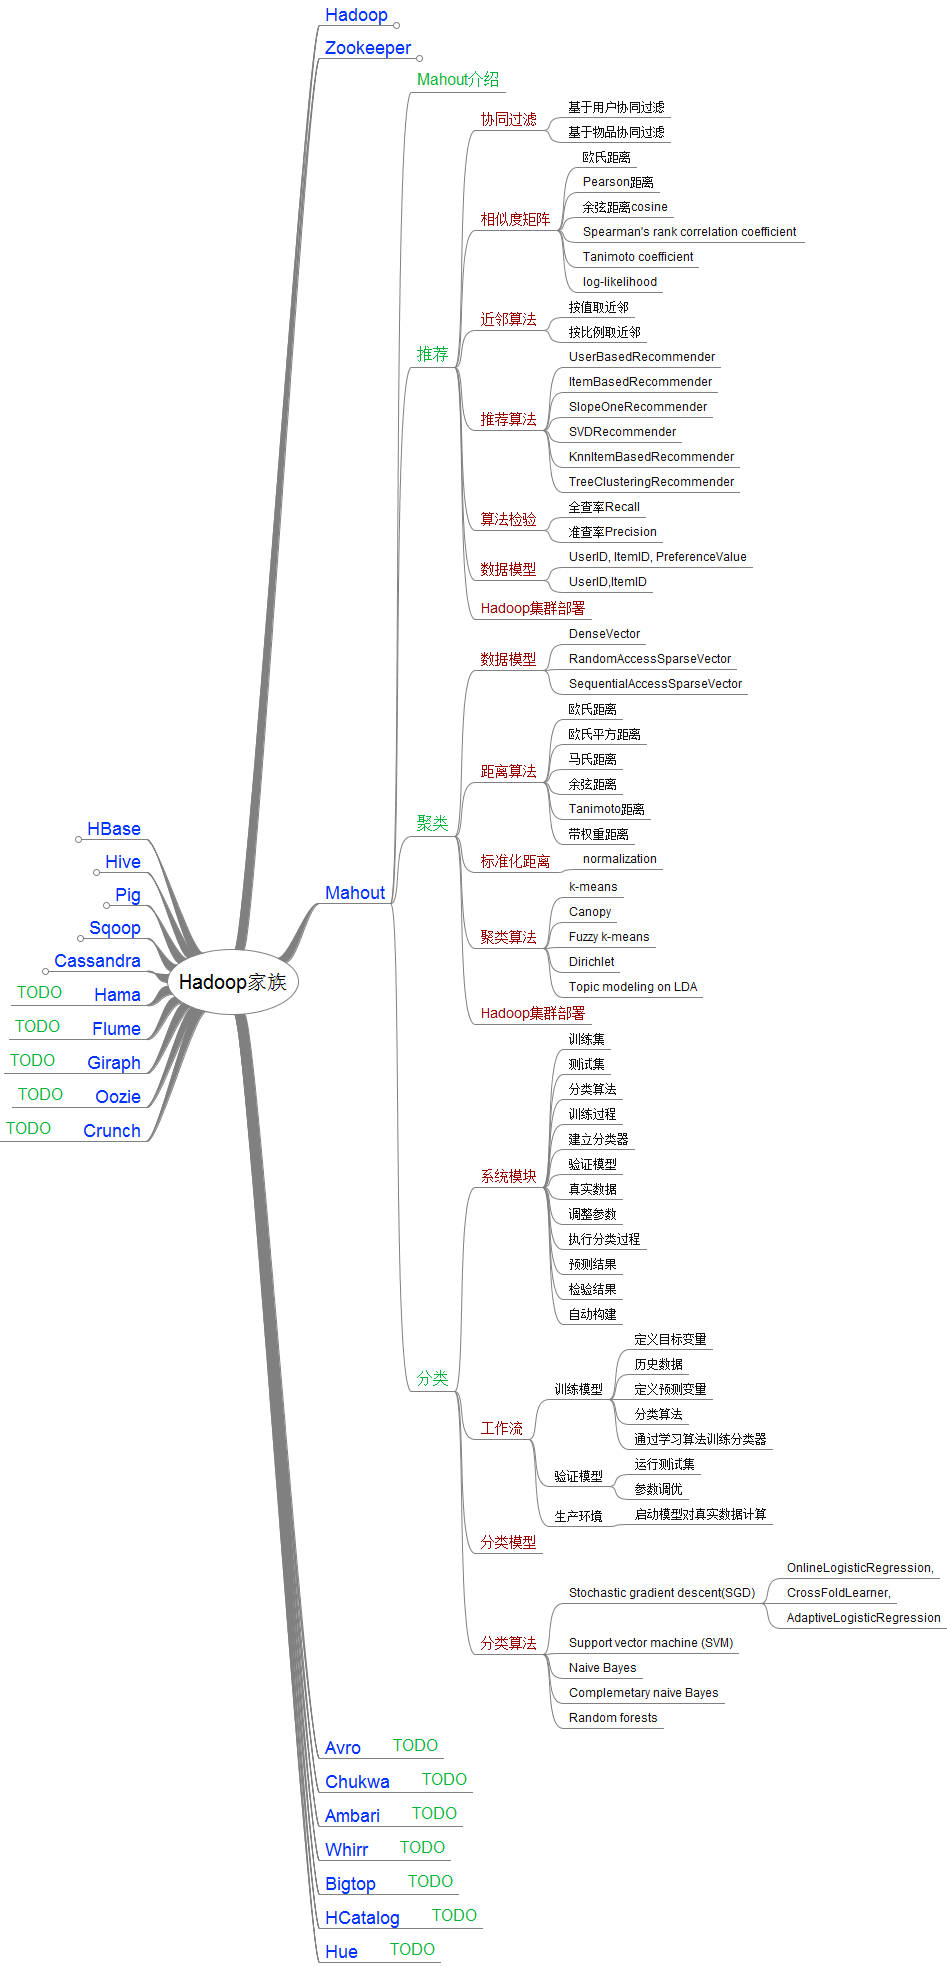 Hadoop
Zookeeper
Mahout介绍
协同过滤
基于用户协同过滤
基于物品协同过滤
相似度矩阵
欧氏距离
Pearson距离
余弦距离cosine
Spearman's rank correlation coefficient
Tanimoto coefficient
log-likelihood
近邻算法
按值取近邻
按比例取近邻
推荐
推荐算法
UserBasedRecommender
ItemBasedRecommender
SlopeOneRecommender
SVDRecommender
KnnItemBasedRecommender
TreeClusteringRecommender
算法检验
全查率Recall
准查率Precision
数据模型
UserID, ItemID, PreferenceValue
UserID,ItemID
Hadoop集群部署
数据模型
DenseVector
RandomAccessSparseVector
SequentialAccessSparseVector
距离算法
欧氏距离
欧氏平方距离
马氏距离
余弦距离
Tanimoto距离
带权重距离
聚类
标准化距离
normalization
Mahout
聚类算法
k-means
Canopy
Fuzzy k-means
Dirichlet
Topic modeling on LDA
Hadoop集群部署
HBase
Hive
Pig
Sqoop
Cassandra
Hadoop家族
TODO Hama
TODO Flume
TODO Giraph
TODO Oozie
TODO Crunch
系统模块
训练集
测试集
分类算法
训练过程
建立分类器
验证模型
真实数据
调整参数
执行分类过程
预测结果
检验结果
自动构建
分类
工作流
训练模型
定义目标变量
历史数据
定义预测变量
分类算法
通过学习算法训练分类器
验证模型
运行测试集
参数调优
生产环境
启动模型对真实数据计算
分类模型
分类算法
Stochastic gradient descent(SGD)
OnlineLogisticRegression,
CrossFoldLearner,
AdaptiveLogisticRegression
Support vector machine (SVM)
Naive Bayes
Complemetary naive Bayes
Random forests
Avro TODO
Chukwa TODO
Ambari TODO
Whirr TODO
Bigtop TODO
HCatalog TODO
Hue TODO